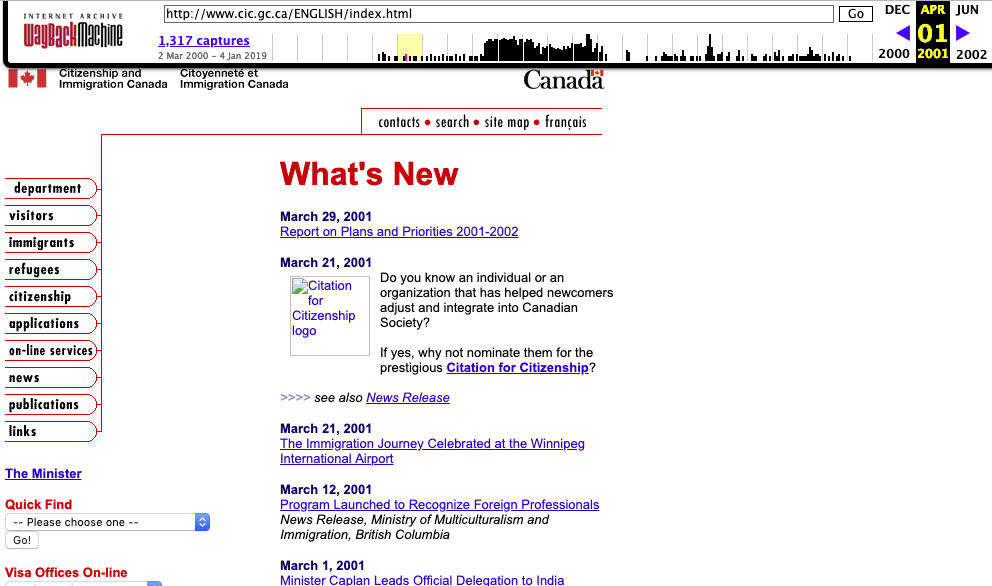 INTERNET ARCHIVE
WayBackMachine
http://www.cic.gc.ca/ENGLISH/index.html
Go
DEC APR JUN
1,317 captures
01
2 Mar 2000 – 4 Jan 2019
2000 2001 2002
Citizenship and Immigration Canada
Citoyenneté et Immigration Canada
Canada
contacts • search • site map • français
department
visitors
immigrants
refugees
citizenship
applications
on-line services
news
publications
links
The Minister
Quick Find
-- Please choose one --
Go!
Visa Offices On-line
What's New
March 29, 2001
Report on Plans and Priorities 2001-2002
March 21, 2001
Citation
for
Citizenship
logo
Do you know an individual or an
organization that has helped newcomers
adjust and integrate into Canadian
Society?
If yes, why not nominate them for the
prestigious Citation for Citizenship?
>>>> see also News Release
March 21, 2001
The Immigration Journey Celebrated at the Winnipeg
International Airport
March 12, 2001
Program Launched to Recognize Foreign Professionals
News Release, Ministry of Multiculturalism and
Immigration, British Columbia
March 1, 2001
Minister Caplan Leads Official Delegation to India